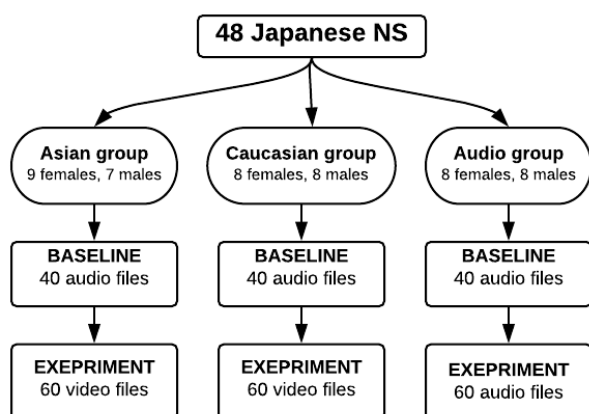 48 Japanese NS
Asian group
9 females, 7 males
Caucasian group
8 females, 8 males
Audio group
8 females, 8 males
BASELINE
40 audio files
BASELINE
40 audio files
BASELINE
40 audio files
EXEPRIMENT
60 video files
EXEPRIMENT
60 video files
EXEPRIMENT
60 audio files